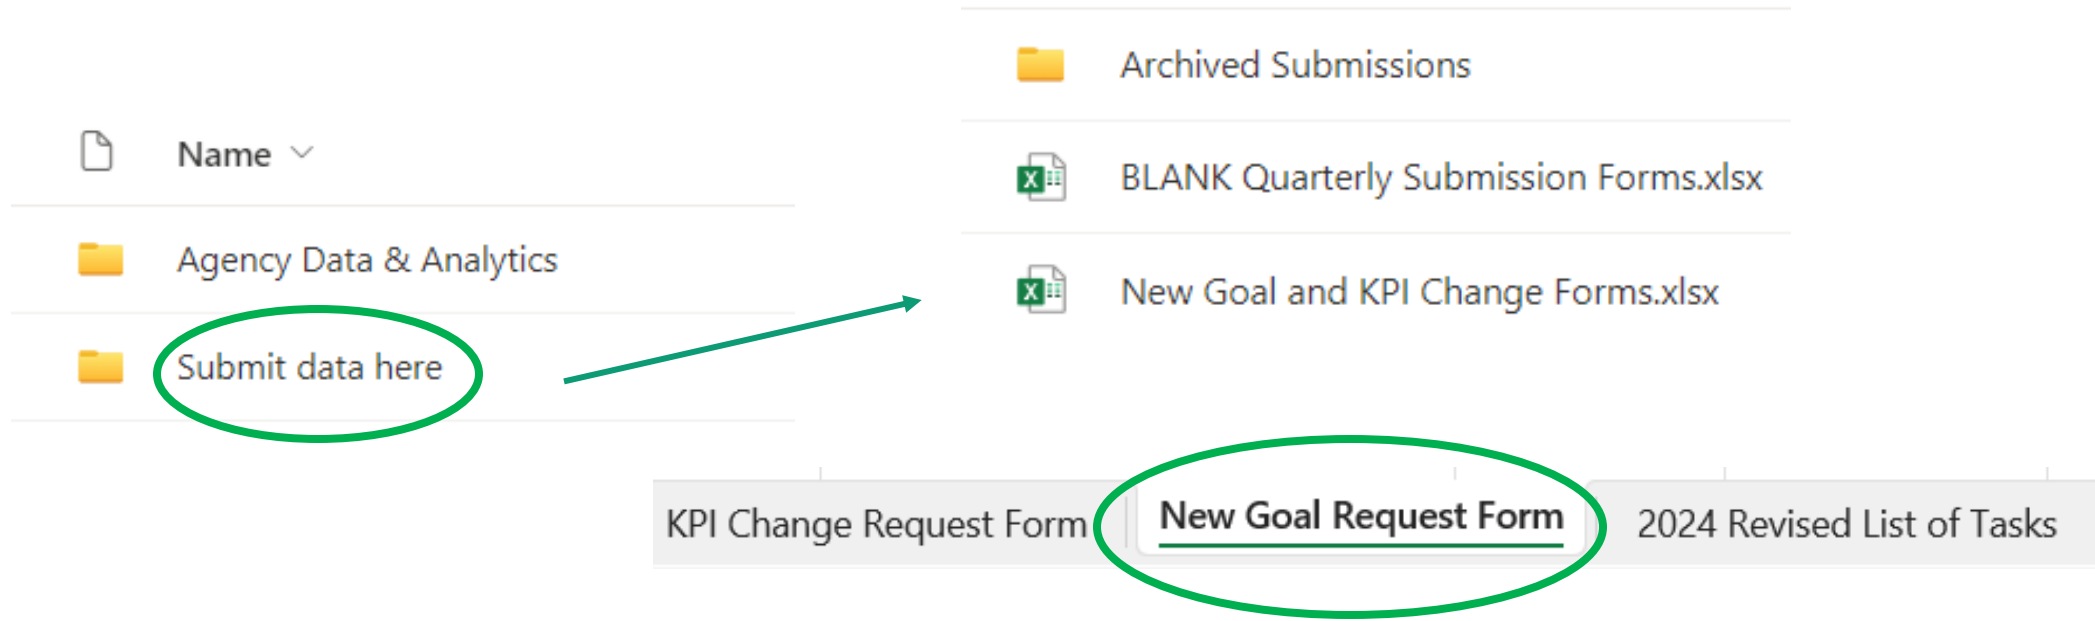 Name
Agency Data & Analytics
Submit data here
Archived Submissions
BLANK Quarterly Submission Forms.xlsx
New Goal and KPI Change Forms.xlsx
KPI Change Request Form
New Goal Request Form
2024 Revised List of Tasks